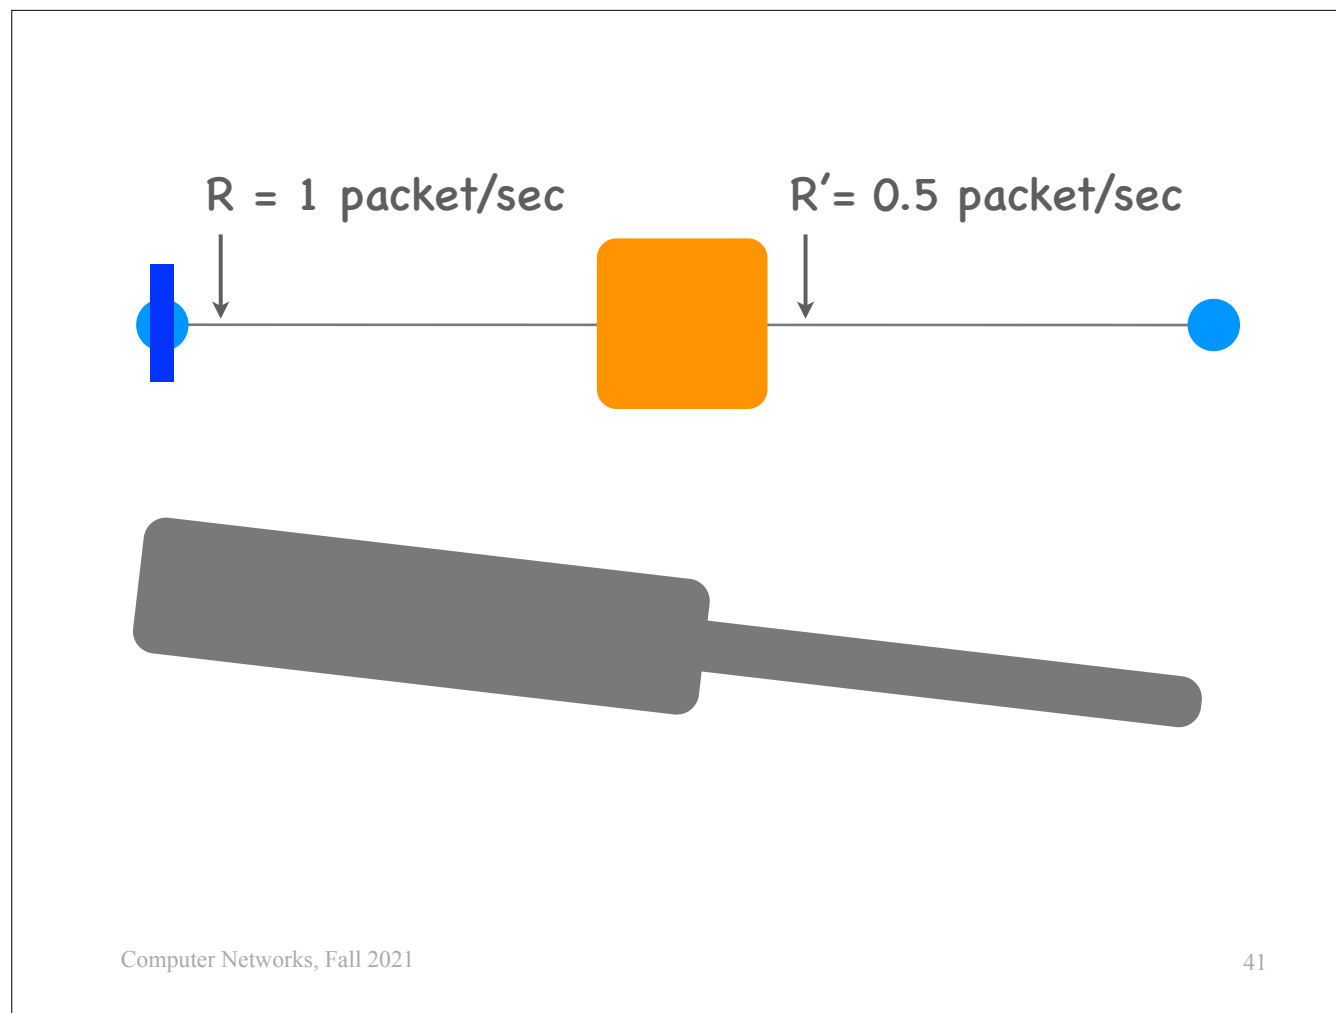 R = 1 packet/sec
R′= 0.5 packet/sec
Computer Networks, Fall 2021
41